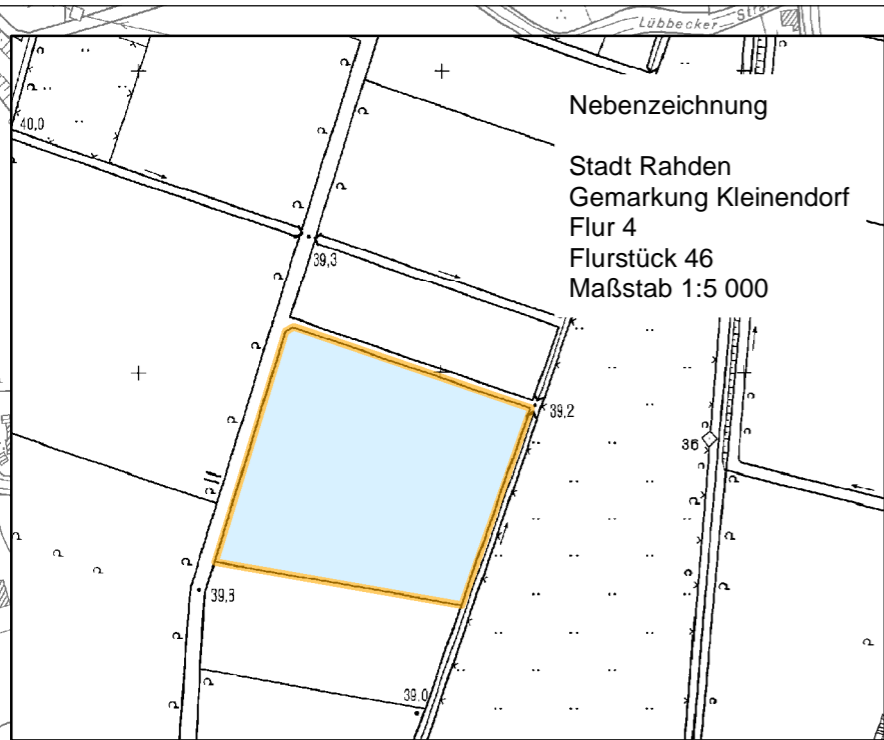 Lübbecker Stra
40,0
Nebenzeichnung
Stadt Rahden
Gemarkung Kleinendorf
Flur 4
Flurstück 46
Maßstab 1:5 000
39,3
39,2
36
39,3
39,0